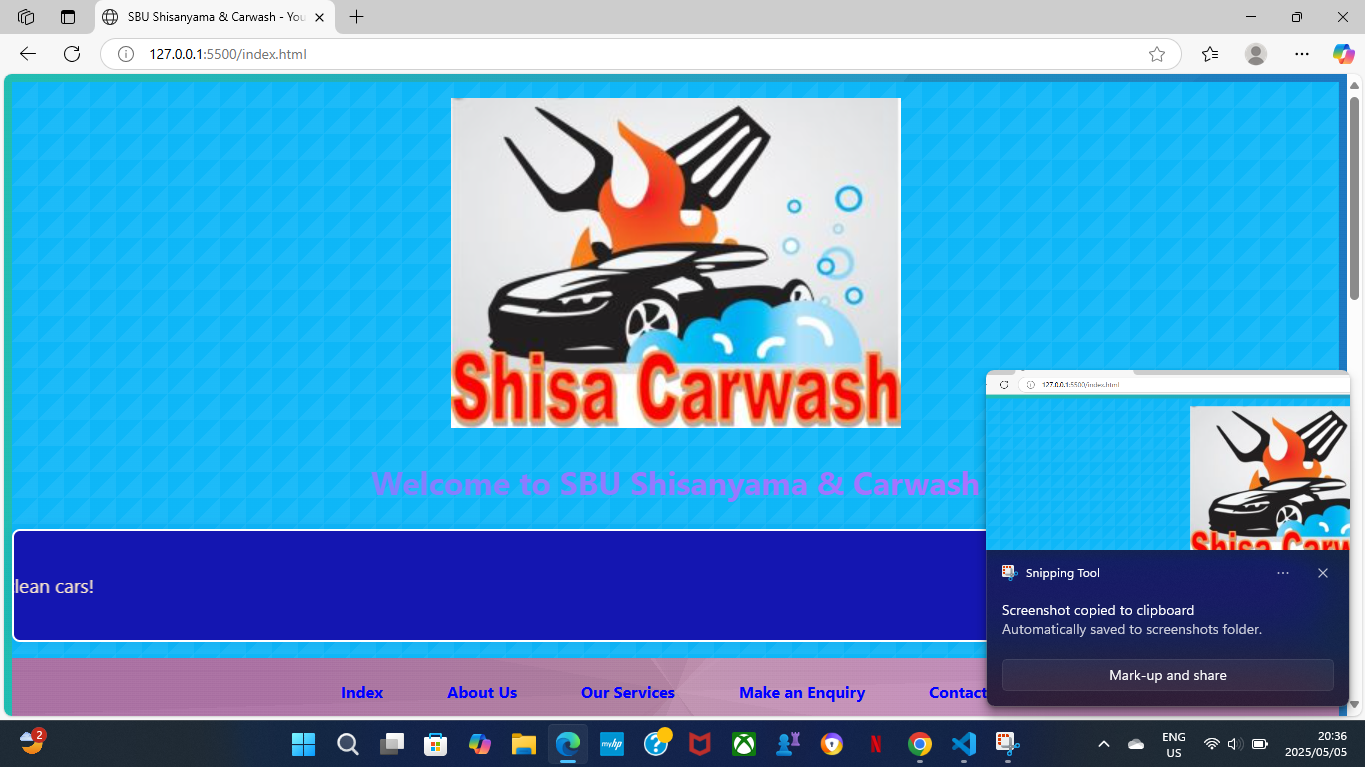 SBU Shisanyama & Carwash - You
127.0.0.1:5500/index.html
Shisa Carwash
Welcome to SBU Shisanyama & Carwash
lean cars!
Index About Us Our Services Make an Enquiry Contact
127.0.0.1:5500/index.html
Shisa Carw
Snipping Tool
Screenshot copied to clipboard
Automatically saved to screenshots folder.
Mark-up and share
2
myhp
N
ENG
US
20:36
2025/05/05